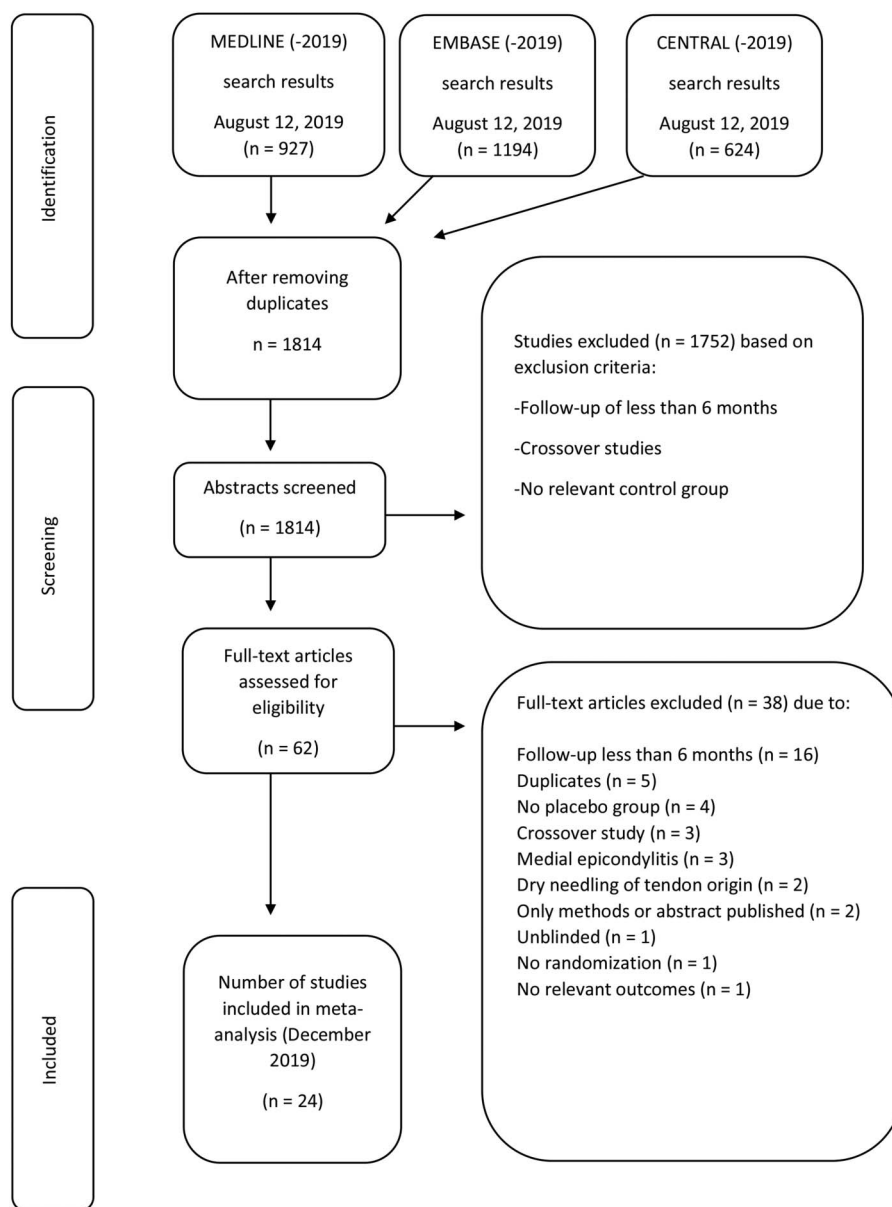 Identification
MEDLINE (-2019)
search results
August 12, 2019
(n = 927)
EMBASE (-2019)
search results
August 12, 2019
(n = 1194)
CENTRAL (-2019)
search results
August 12, 2019
(n = 624)
After removing
duplicates
n = 1814
Screening
Abstracts screened
(n = 1814)
Studies excluded (n = 1752) based on
exclusion criteria:
-Follow-up of less than 6 months
-Crossover studies
-No relevant control group
Full-text articles
assessed for
eligibility
(n = 62)
Full-text articles excluded (n = 38) due to:
Follow-up less than 6 months (n = 16)
Duplicates (n = 5)
No placebo group (n = 4)
Crossover study (n = 3)
Medial epicondylitis (n = 3)
Dry needling of tendon origin (n = 2)
Only methods or abstract published (n = 2)
Unblinded (n = 1)
No randomization (n = 1)
No relevant outcomes (n = 1)
Included
Number of studies
included in meta-
analysis (December
2019)
(n = 24)